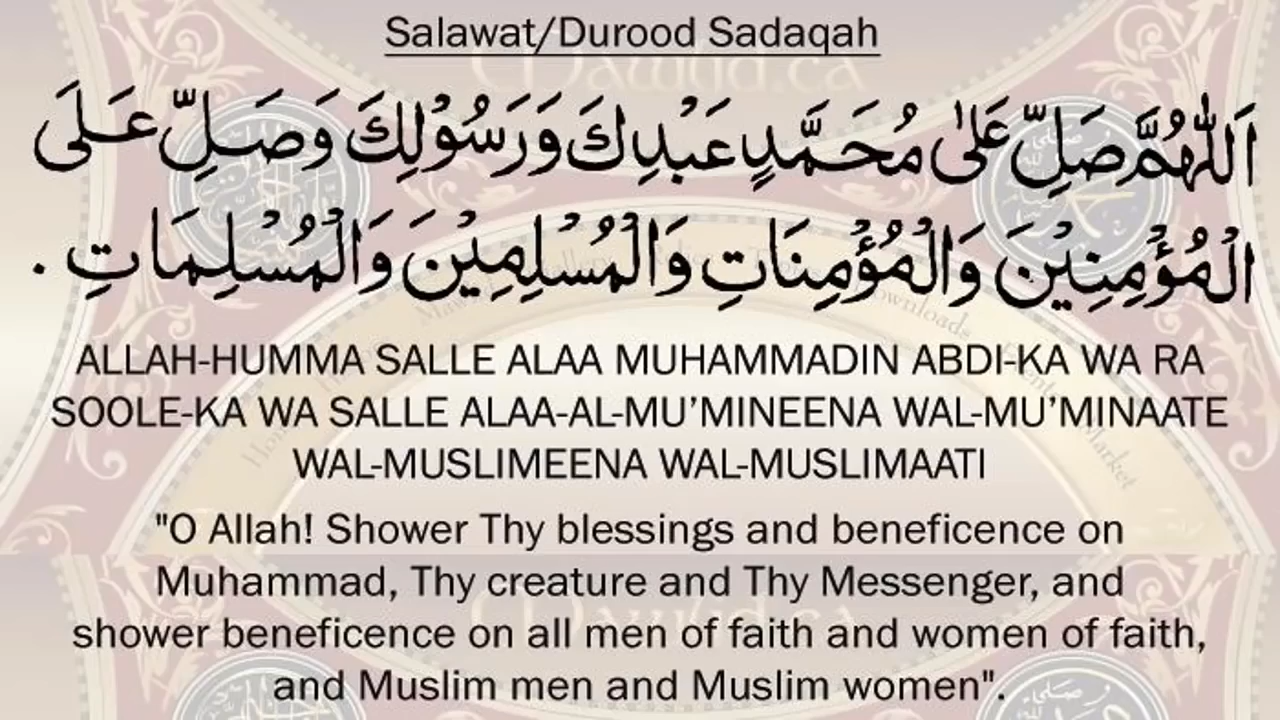 Salawat/Durood Sadaqah
اَللّٰهُمَّ صَلِّ عَلىٰ مُحَمَّدٍ عَبْدِكَ وَرَسُوْلِكَ وَصَلِّ عَلَى
الْمُؤْمِنِيْنَ وَالْمُؤْمِنَاتِ وَالْمُسْلِمِيْنَ وَالْمُسْلِمَاتِ .
ALLAH-HUMMA SALLE ALAA MUHAMMADIN ABDI-KA WA RA
SOOLE-KA WA SALLE ALAA-AL-MU’MINEENA WAL-MU’MINAATE
WAL-MUSLIMEENA WAL-MUSLIMAATI
"O Allah! Shower Thy blessings and beneficence on
Muhammad, Thy creature and Thy Messenger, and
shower beneficence on all men of faith and women of faith,
and Muslim men and Muslim women".